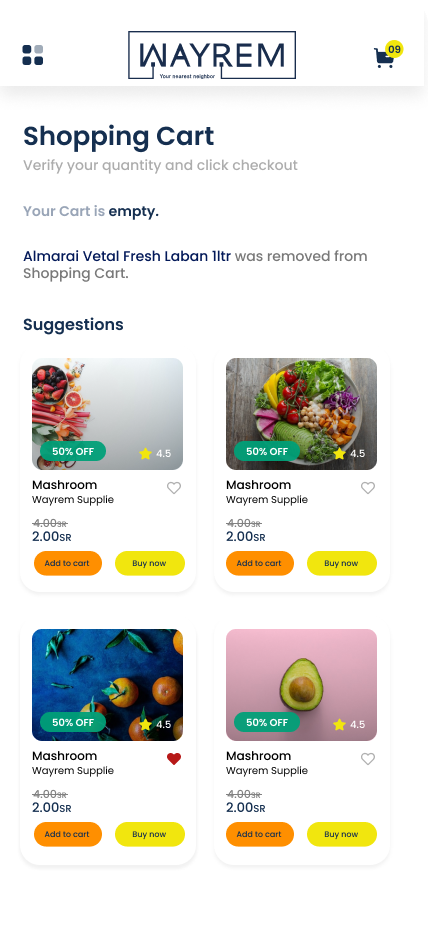 WAYREM
Your nearest neighbor
09
Shopping Cart
Verify your quantity and click checkout
Your Cart is empty.
Almarai Vetal Fresh Laban 1ltr was removed from
Shopping Cart.
Suggestions
50% OFF
4.5
Mashroom
Wayrem Supplie
4.00SR
2.00SR
Add to cart
Buy now
50% OFF
4.5
Mashroom
Wayrem Supplie
4.00SR
2.00SR
Add to cart
Buy now
50% OFF
4.5
Mashroom
Wayrem Supplie
4.00SR
2.00SR
Add to cart
Buy now
50% OFF
4.5
Mashroom
Wayrem Supplie
4.00SR
2.00SR
Add to cart
Buy now